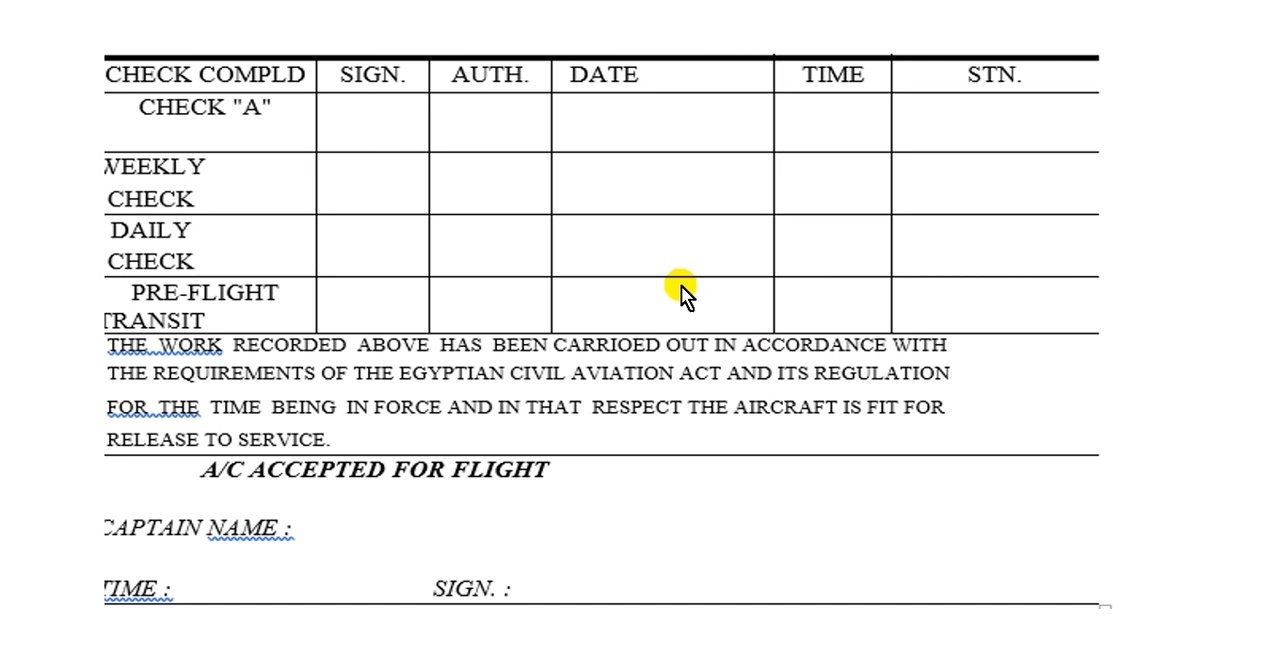 CHECK COMPLD SIGN. AUTH. DATE TIME STN.
CHECK "A"
WEEKLY
CHECK
DAILY
CHECK
PRE-FLIGHT
TRANSIT
THE WORK RECORDED ABOVE HAS BEEN CARRIOED OUT IN ACCORDANCE WITH
THE REQUIREMENTS OF THE EGYPTIAN CIVIL AVIATION ACT AND ITS REGULATION
FOR THE TIME BEING IN FORCE AND IN THAT RESPECT THE AIRCRAFT IS FIT FOR
RELEASE TO SERVICE.
A/C ACCEPTED FOR FLIGHT
CAPTAIN NAME :
TIME : SIGN. :